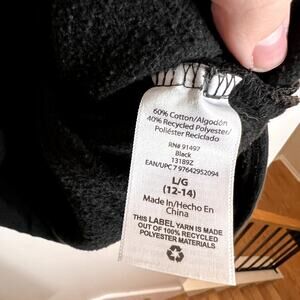 60% Cotton/Algodón
40% Recycled Polyester/
Poliéster Reciclado
RN# 91497
Black
13189Z
EAN/UPC 7 97642952094
L/G
(12-14)
Made In/Hecho En
China
THIS LABEL YARN IS MADE
OUT OF 100% RECYCLED
POLYESTER MATERIALS